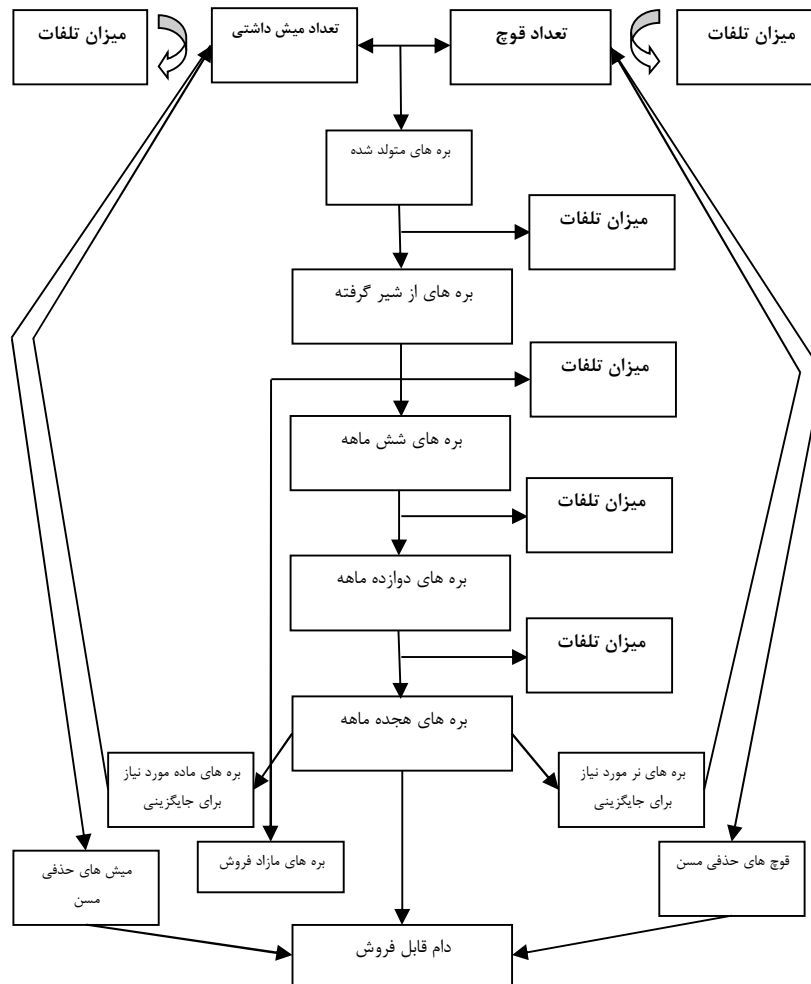 میزان تلفات
تعداد قوچ
تعداد میش داشتی
میزان تلفات
بره های متولد شده
میزان تلفات
بره های از شیر گرفته
میزان تلفات
بره های شش ماهه
میزان تلفات
بره های دوازده ماهه
میزان تلفات
بره های هجده ماهه
بره های نر مورد نیاز
برای جایگزینی
بره های ماده مورد نیاز
برای جایگزینی
قوچ های حذفی مسن
بره های مازاد فروش
میش های حذفی
مسن
دام قابل فروش